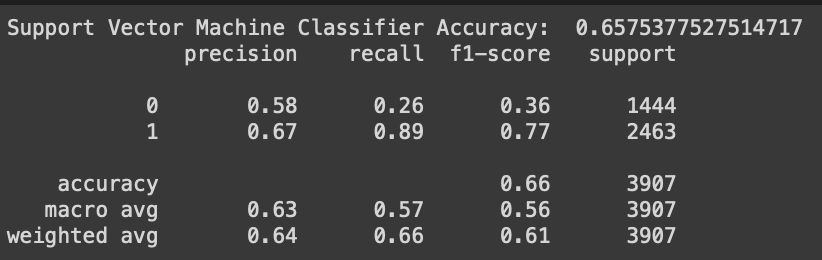 Support Vector Machine Classifier Accuracy:  0.6575377527514717
              precision    recall  f1-score   support

           0       0.58      0.26      0.36      1444
           1       0.67      0.89      0.77      2463

    accuracy                           0.66      3907
   macro avg       0.63      0.57      0.56      3907
weighted avg       0.64      0.66      0.61      3907